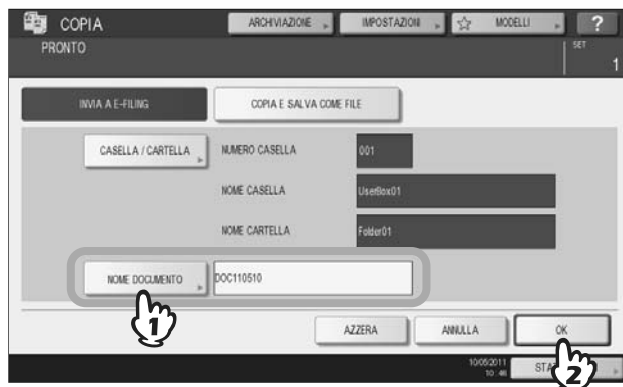 COPIA
ARCHIVIAZIONE
IMPOSTAZIONI
MODELLI
?
PRONTO
SET
1
INVIA A E-FILING
COPIA E SALVA COME FILE
CASELLA / CARTELLA
NUMERO CASELLA
001
NOME CASELLA
UserBox01
NOME CARTELLA
Folder01
NOME DOCUMENTO
DOC110510
1
AZZERA
ANNULLA
OK
10/05/2011
10:46
2